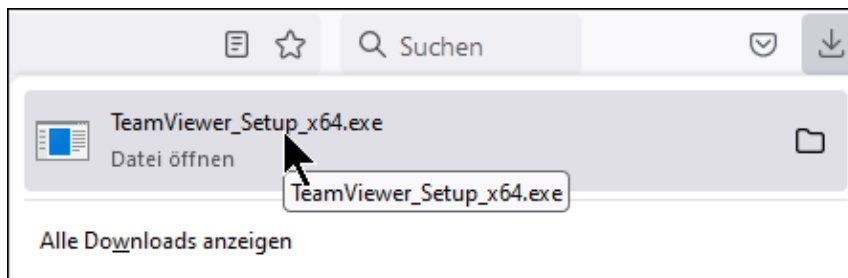 Suchen
TeamViewer_Setup_x64.exe
Datei öffnen
TeamViewer_Setup_x64.exe
Alle Downloads anzeigen